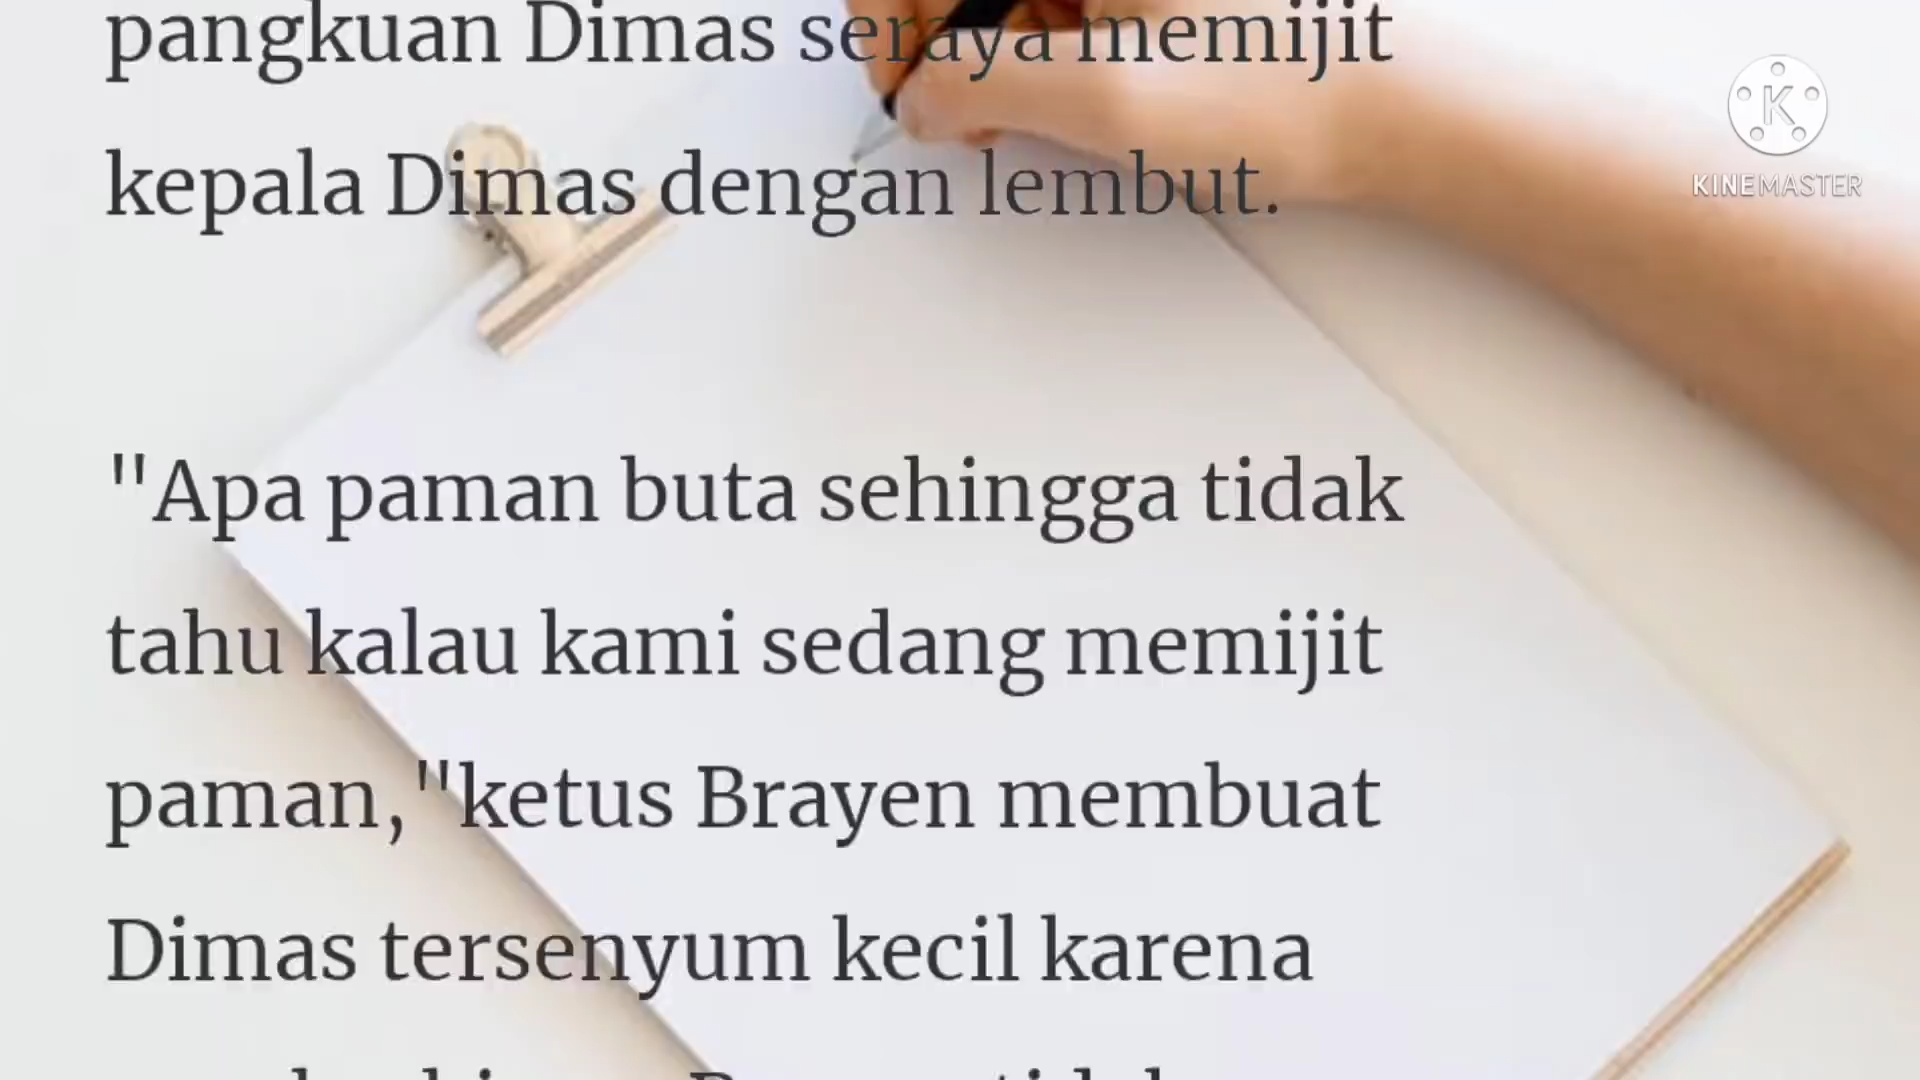 pangkuan Dimas seraya memijit
kepala Dimas dengan lembut.
"Apa paman buta sehingga tidak
tahu kalau kami sedang memijit
paman,"ketus Brayen membuat
Dimas tersenyum kecil karena
K
KINEMASTER